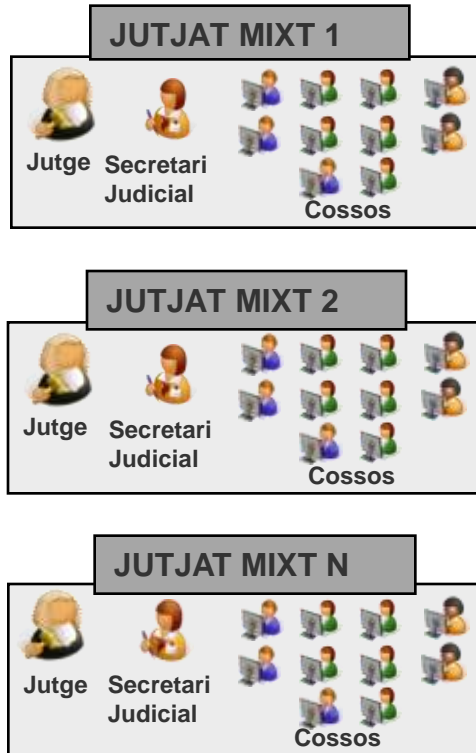 JUTJAT MIXT 1
Jutge
Secretari
Judicial
Cossos
JUTJAT MIXT 2
Jutge
Secretari
Judicial
Cossos
JUTJAT MIXT N
Jutge
Secretari
Judicial
Cossos